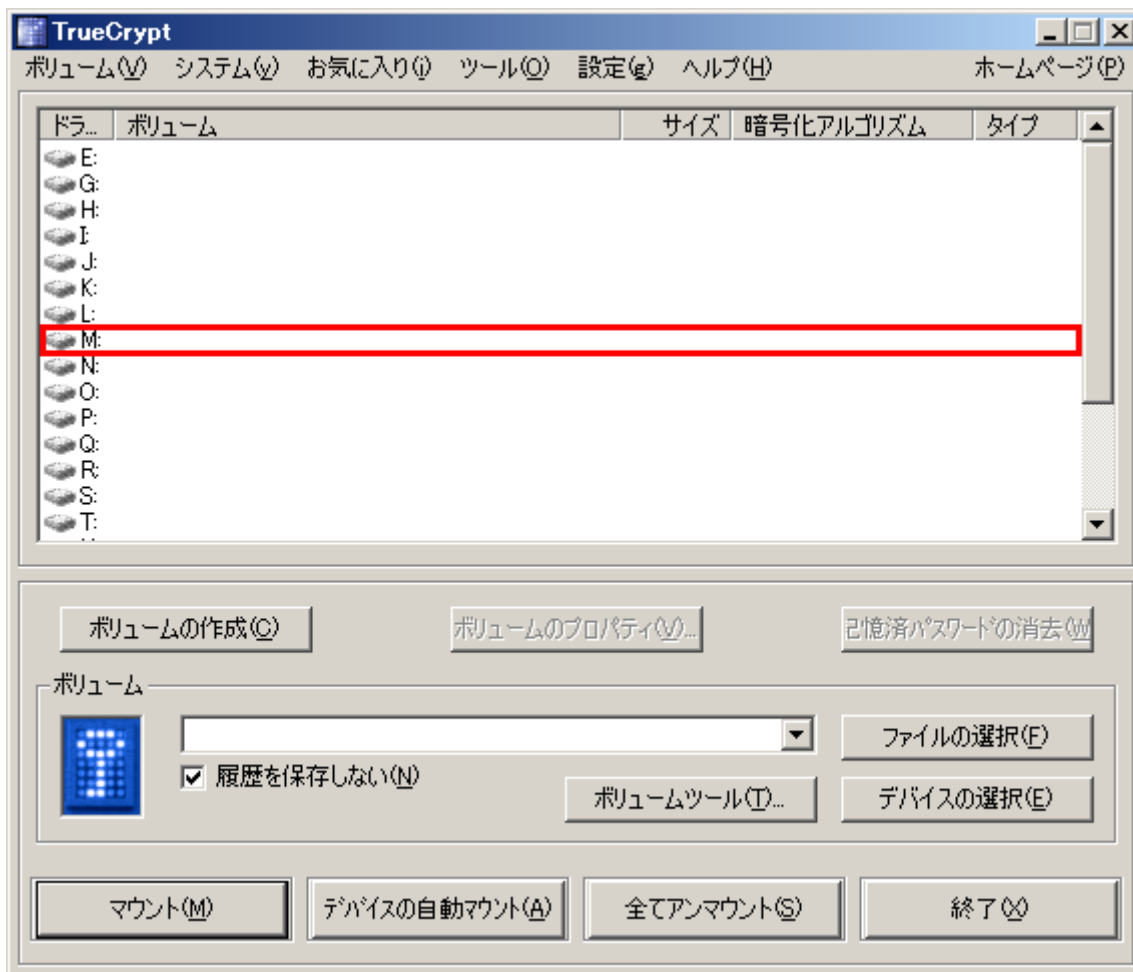 TrueCrypt
ボリューム(V) システム(y) お気に入り(i) ツール(O) 設定(g) ヘルプ(H) ホームページ(P)
ドラ... ボリューム サイズ 暗号化アルゴリズム タイプ
E:
G:
H:
I:
J:
K:
L:
M:
N:
O:
P:
Q:
R:
S:
T:
ボリュームの作成(C) ボリュームのプロパティ(V)... 記憶済パスワードの消去(W
ボリューム
ファイルの選択(F)
履歴を保存しない(N)
ボリュームツール(T)... デバイスの選択(E)
マウント(M) デバイスの自動マウント(A) 全てアンマウント(S) 終了(X)